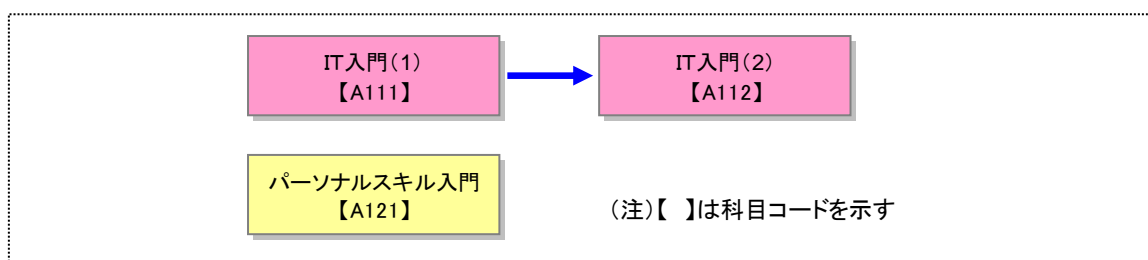 IT入門(1)
【A111】
IT入門(2)
【A112】
パーソナルスキル入門
【A121】
(注)【　】は科目コードを示す